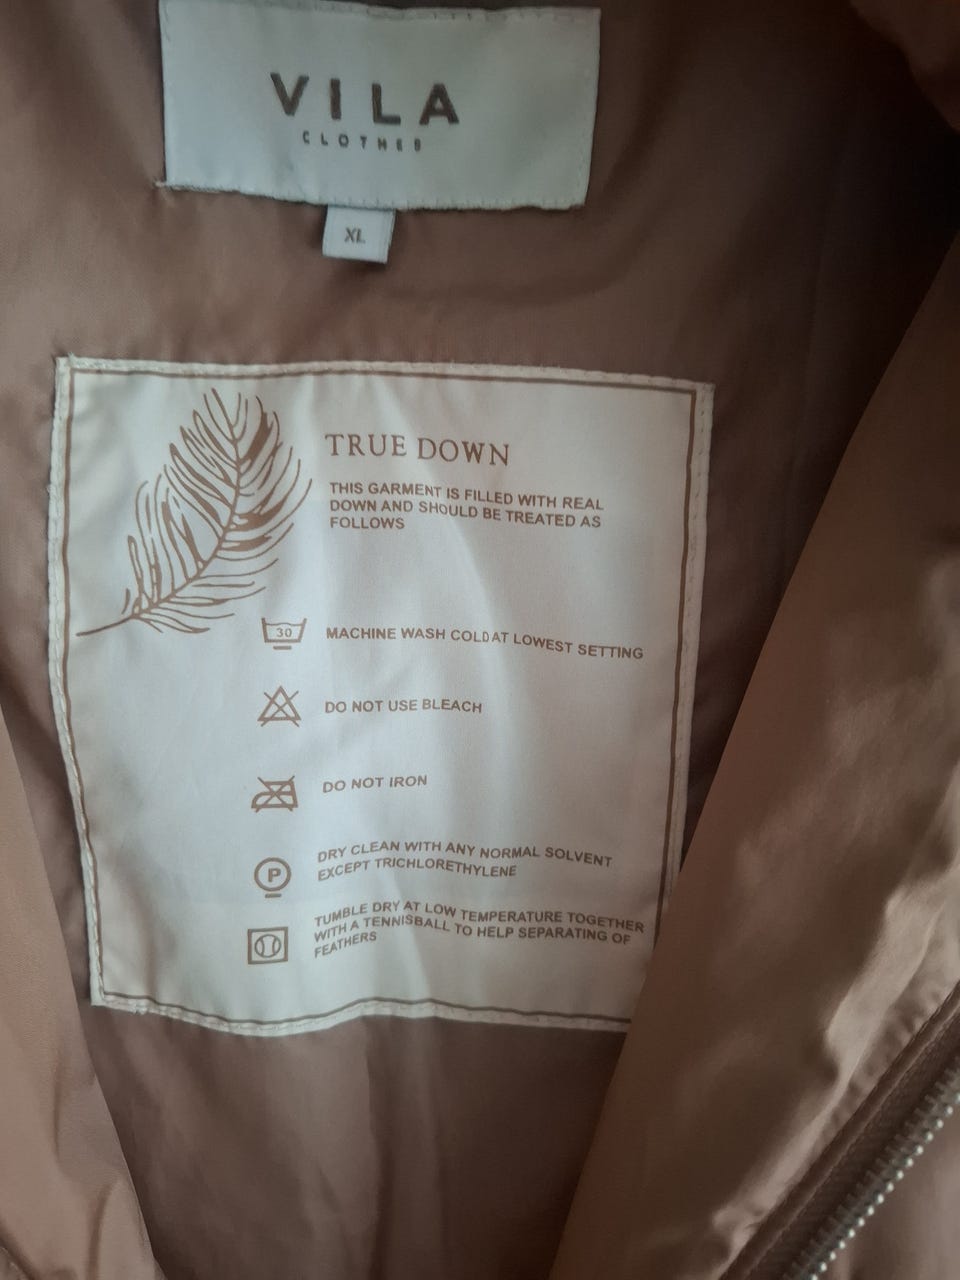 VILA
CLOTHES
XL
TRUE DOWN
THIS GARMENT IS FILLED WITH REAL
DOWN AND SHOULD BE TREATED AS
FOLLOWS
30
MACHINE WASH COLD AT LOWEST SETTING
DO NOT USE BLEACH
DO NOT IRON
P
DRY CLEAN WITH ANY NORMAL SOLVENT
EXCEPT TRICHLORETHYLENE
TUMBLE DRY AT LOW TEMPERATURE TOGETHER
WITH A TENNISBALL TO HELP SEPARATING OF
FEATHERS